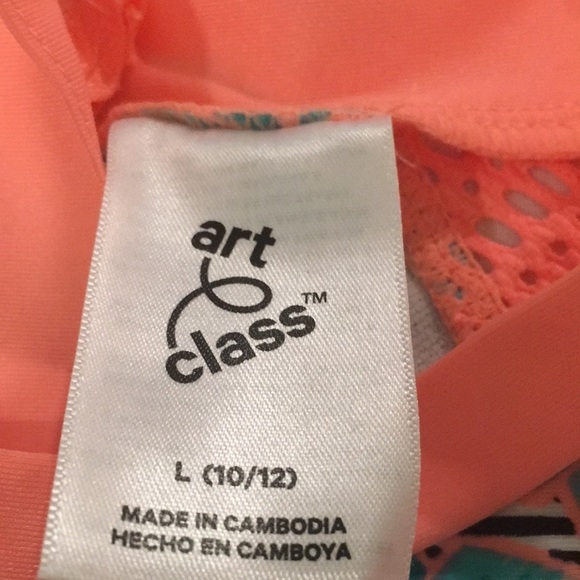 art
class™
L (10/12)
MADE IN CAMBODIA
HECHO EN CAMBOYA